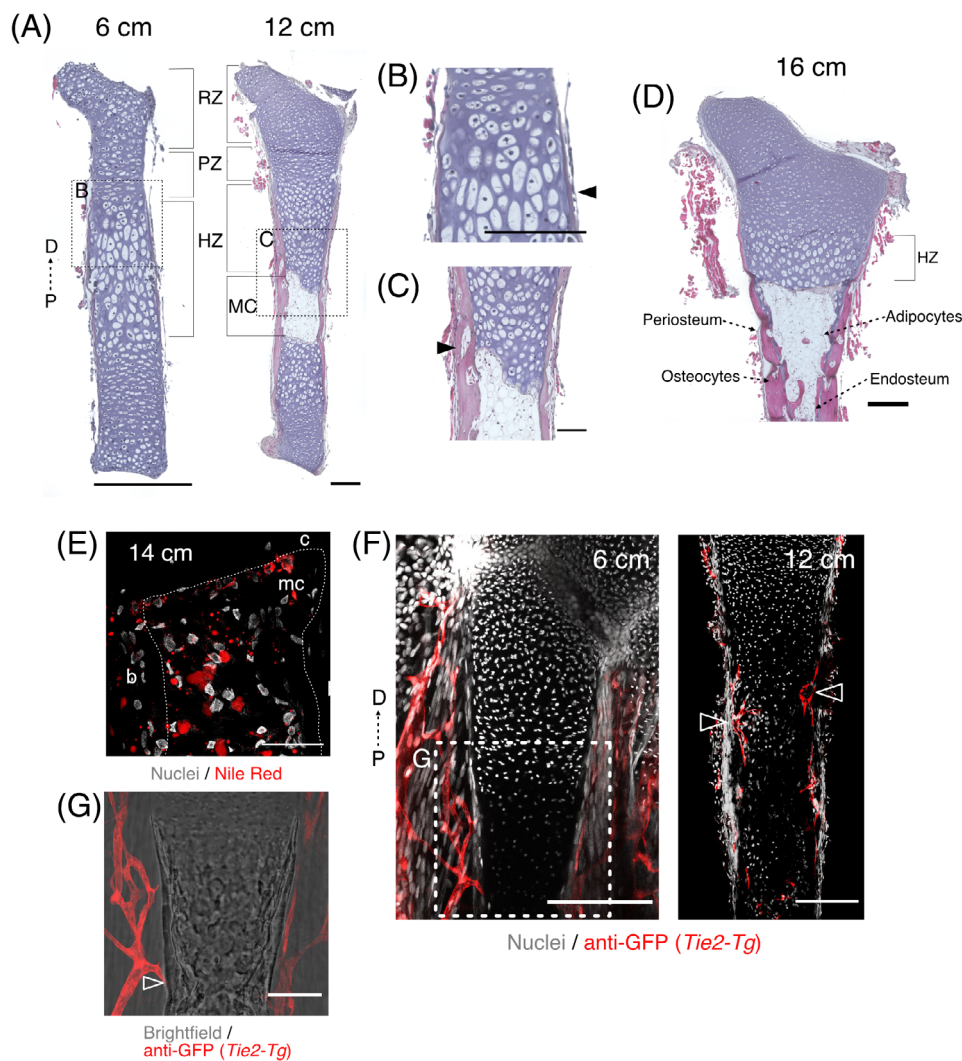 (A)
6 cm
12 cm
RZ
PZ
HZ
MC
B
C
D
P
(B)
(C)
16 cm
(D)
HZ
Periosteum
Adipocytes
Osteocytes
Endosteum
(E)
14 cm
c
mc
b
Nuclei / Nile Red
(F)
6 cm
12 cm
D
P
G
Nuclei / anti-GFP (Tie2-Tg)
(G)
Brightfield /
anti-GFP (Tie2-Tg)